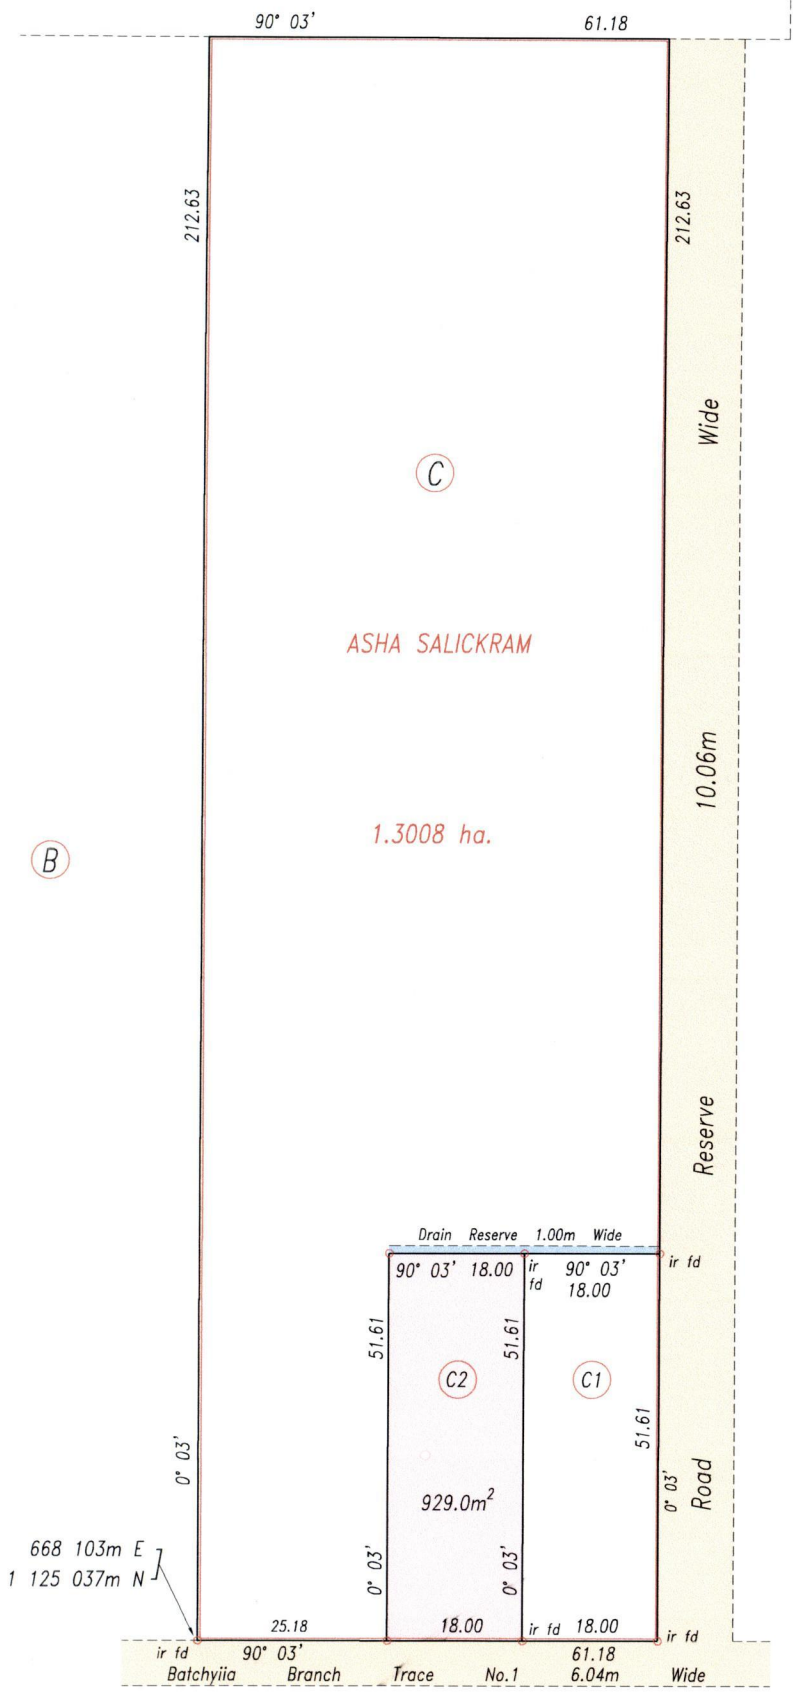 90° 03' 61.18
212.63
212.63
Wide
C
ASHA SALICKRAM
10.06m
1.3008 ha.
B
Reserve
Drain Reserve 1.00m Wide
90° 03' 18.00
ir fd
90° 03'
18.00
ir fd
51.61
51.61
C2
C1
51.61
0° 03'
0° 03'
Road
929.0m²
668 103m E
1 125 037m N
0° 03'
0° 03'
25.18 18.00 ir fd 18.00 ir fd
ir fd 90° 03' 61.18
Batchyiia Branch Trace No.1 6.04m Wide